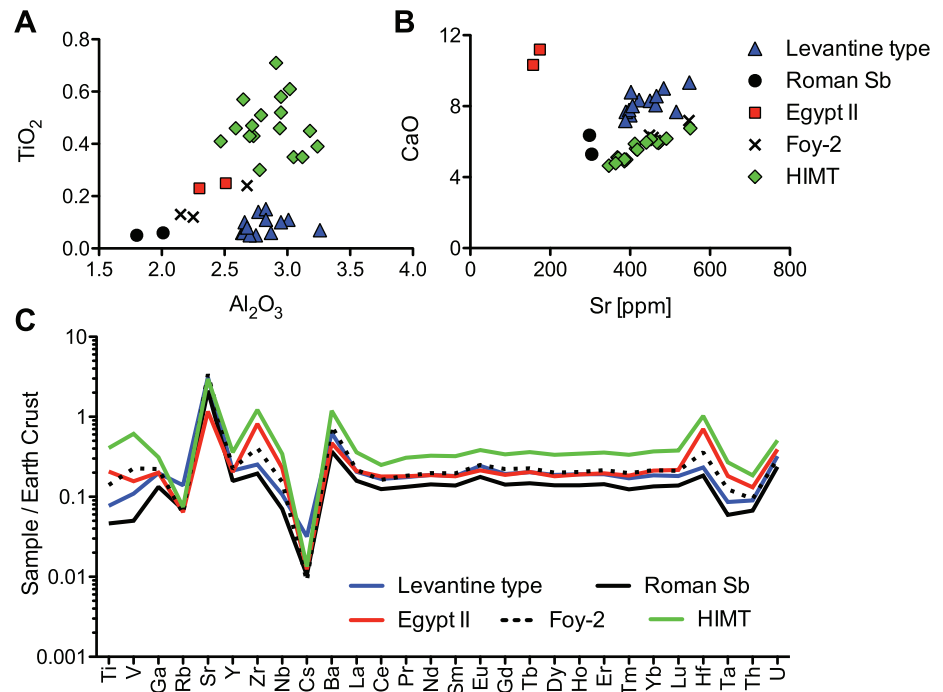 A
TiO2
0.8
0.6
0.4
0.2
0.0
1.5 2.0 2.5 3.0 3.5 4.0
Al2O3
B
CaO
12
8
4
0
0 200 400 600 800
Sr [ppm]
Levantine type
Roman Sb
Egypt II
Foy-2
HIMT
C
Sample / Earth Crust
10
1
0.1
0.01
0.001
Levantine type Roman Sb
Egypt II Foy-2 HIMT
Ti V Ga Rb Sr Y Zr Nb Cs Ba La Ce Pr Nd Sm Eu Gd Tb Dy Ho Er Tm Yb Lu Hf Ta Th U